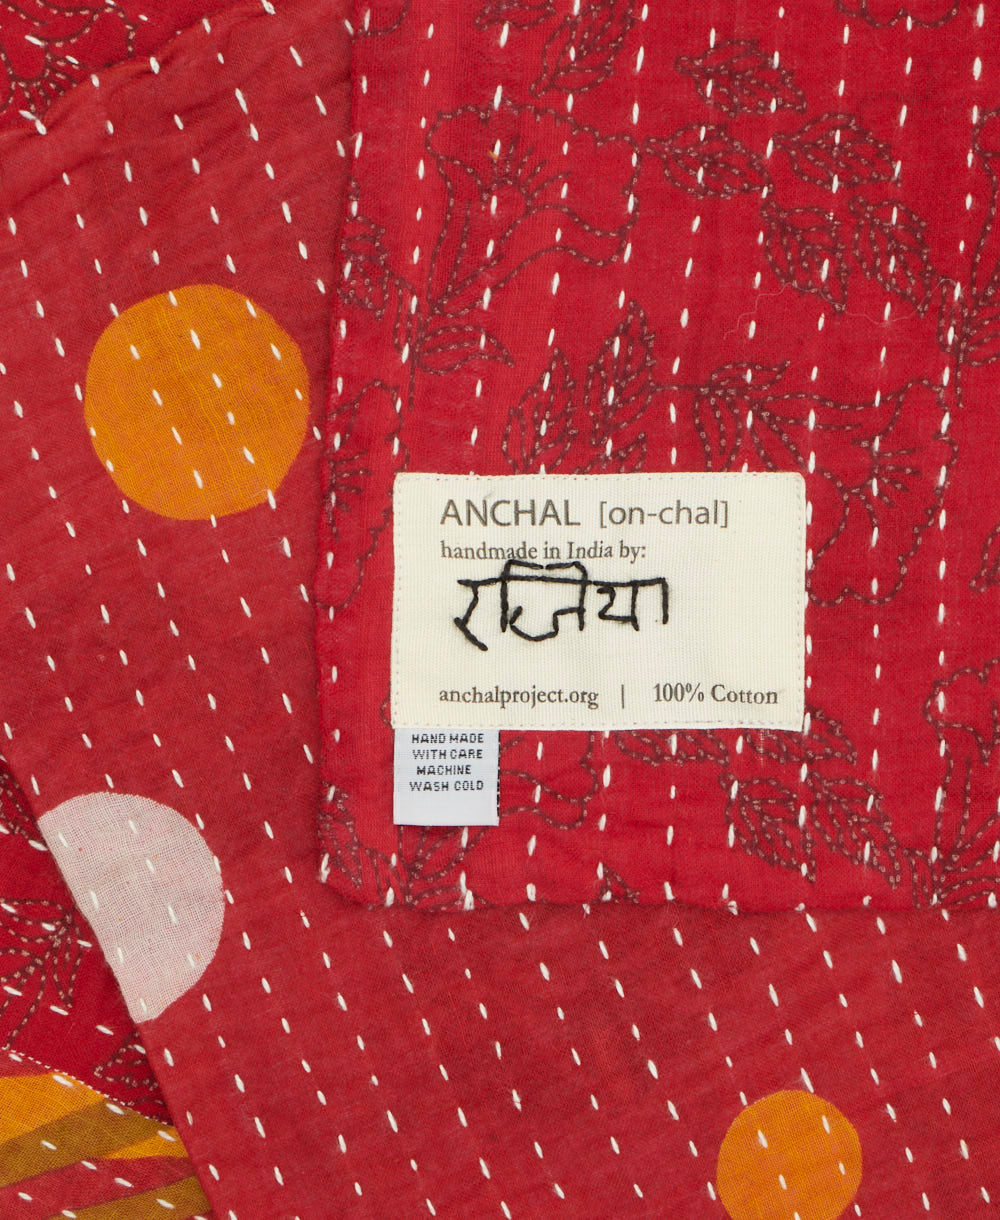 ANCHAL [on-chal]
handmade in India by:
रजिया
anchalproject.org | 100% Cotton
HAND MADE
WITH CARE
MACHINE
WASH COLD